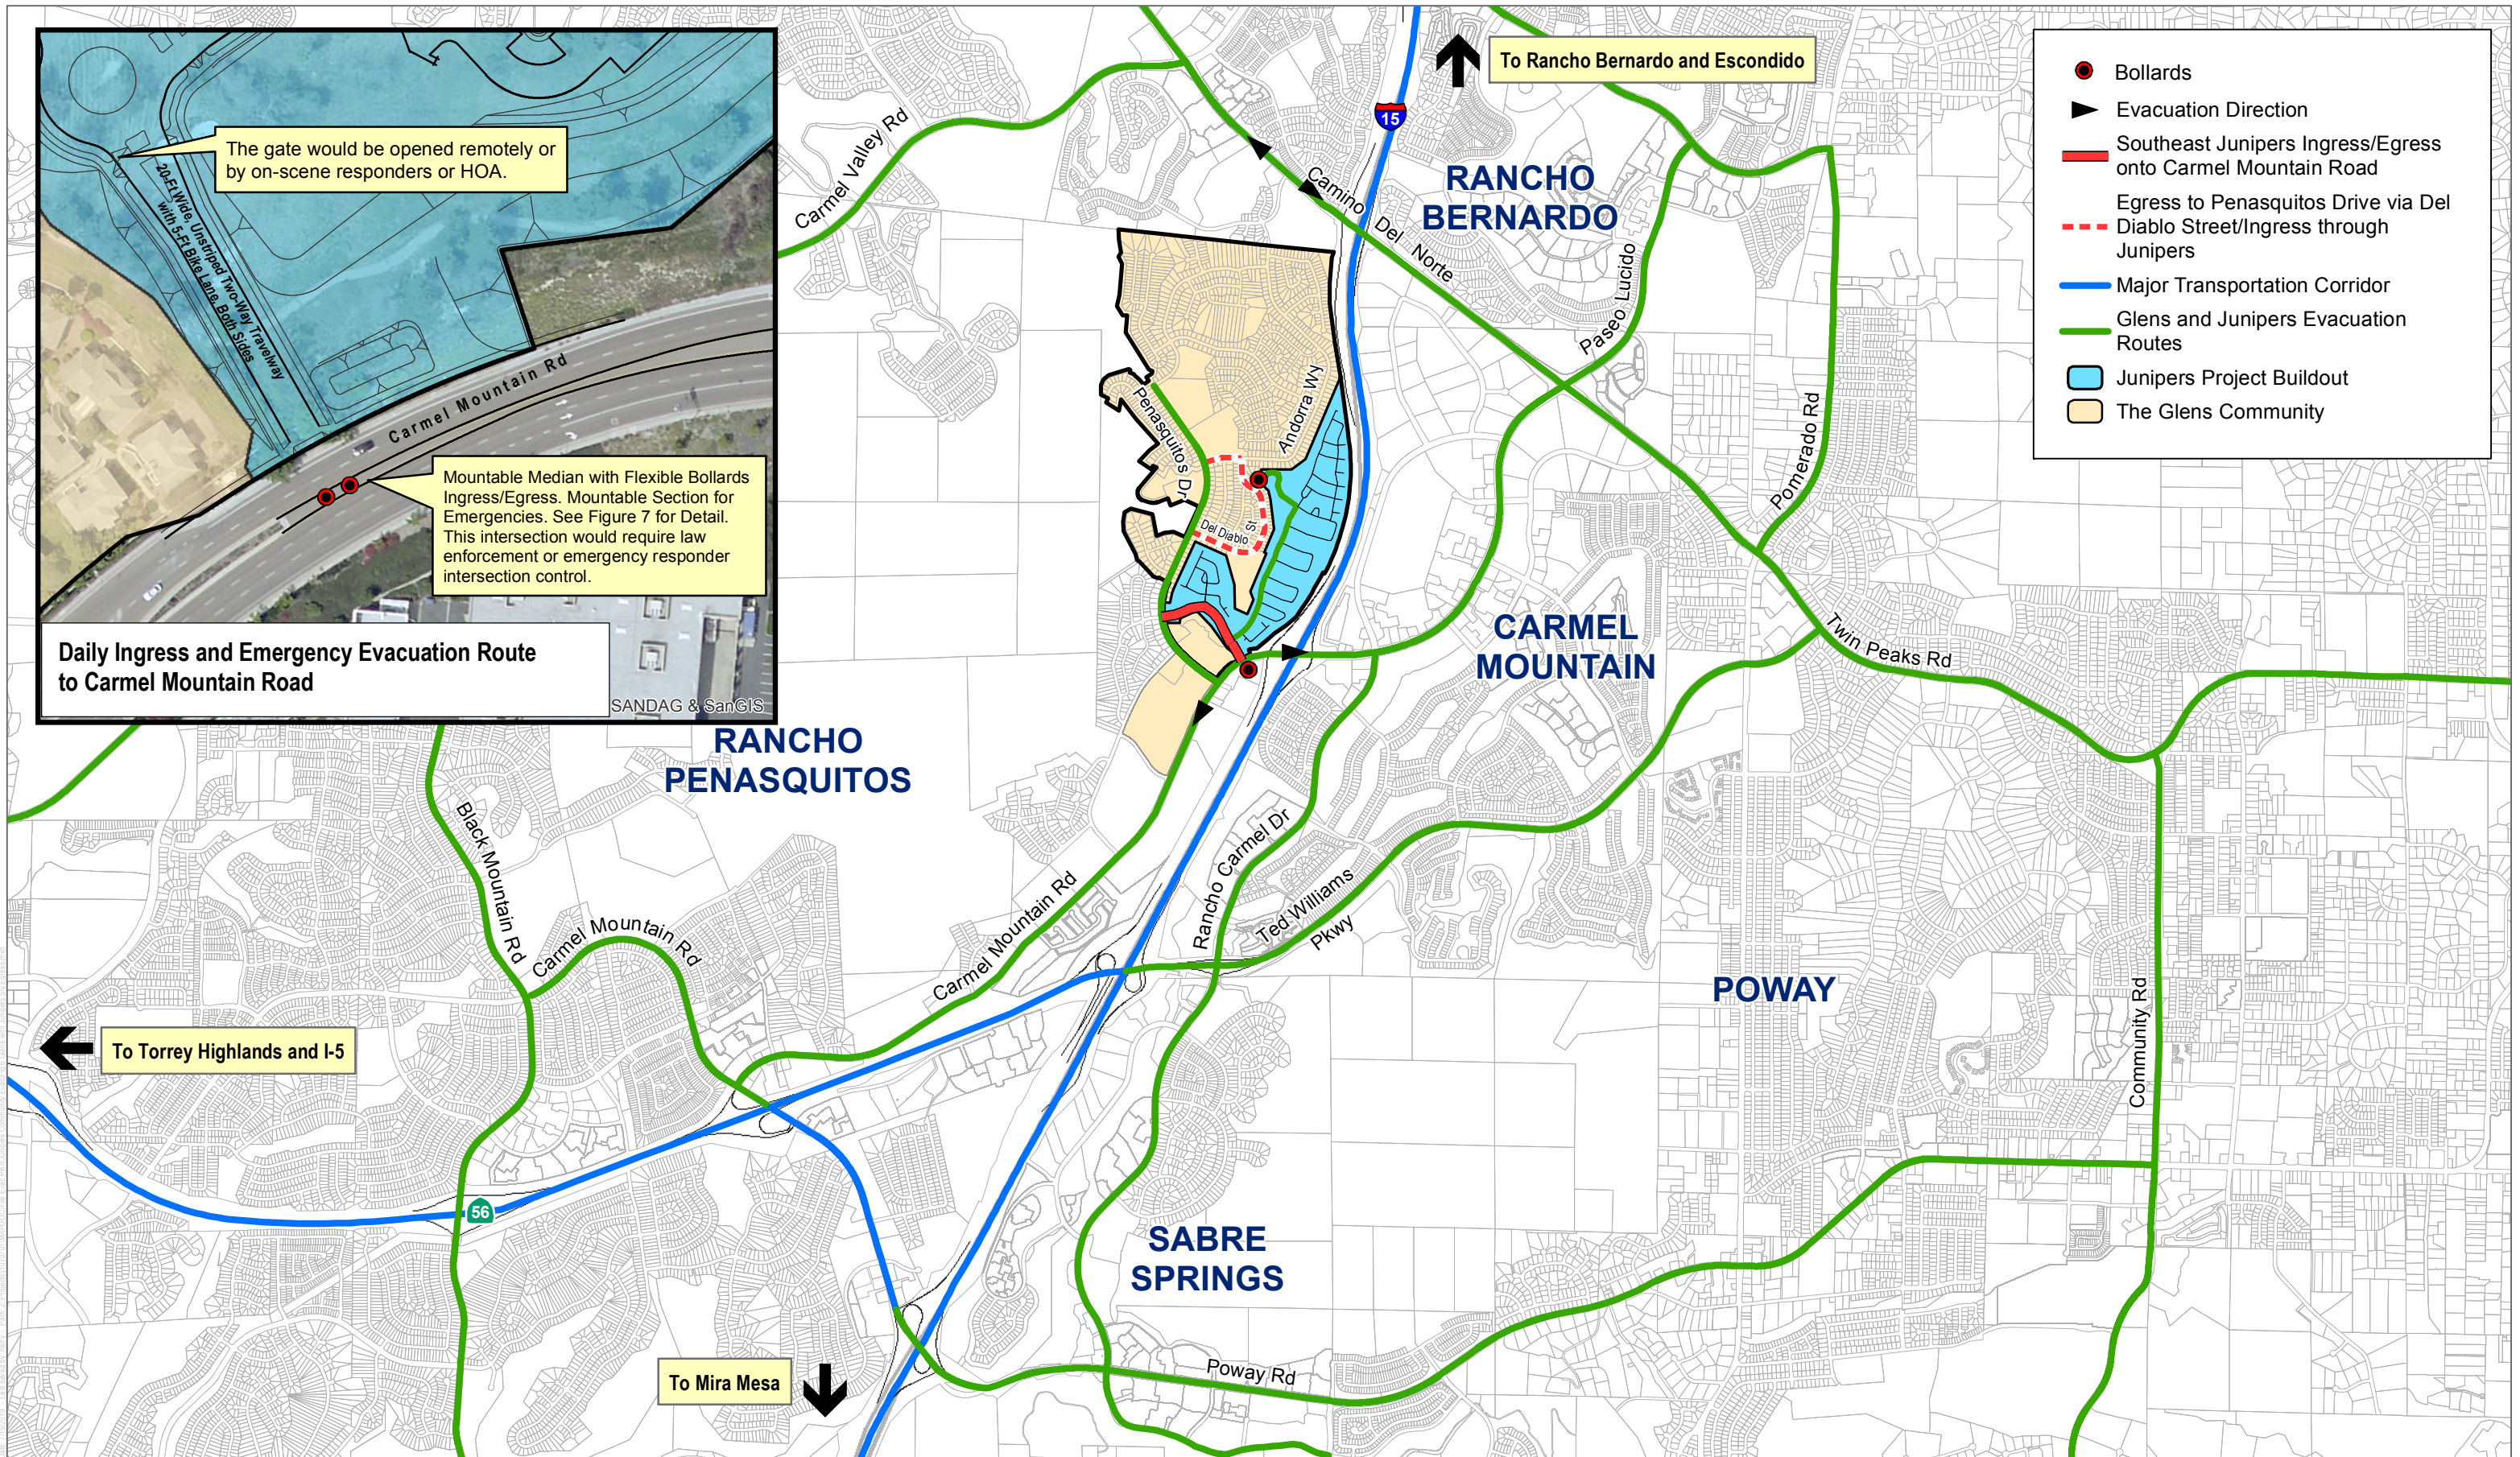 The gate would be opened remotely or
by on-scene responders or HOA.
20-Ft Wide, Unstriped Two-Way Travelway
with 5-Ft Bike Lane Both Sides
Carmel Mountain Rd
Mountable Median with Flexible Bollards
Ingress/Egress. Mountable Section for
Emergencies. See Figure 7 for Detail.
This intersection would require law
enforcement or emergency responder
intersection control.
Daily Ingress and Emergency Evacuation Route
to Carmel Mountain Road
SANDAG & SanGIS
To Rancho Bernardo and Escondido
15
Bollards
Evacuation Direction
Southeast Junipers Ingress/Egress
onto Carmel Mountain Road
Egress to Penasquitos Drive via Del
Diablo Street/Ingress through
Junipers
Major Transportation Corridor
Glens and Junipers Evacuation
Routes
Junipers Project Buildout
The Glens Community
Carmel Valley Rd
Camino Del Norte
RANCHO
BERNARDO
Paseo Lucido
Pomerado Rd
Andorra Wy
Penasquitos Dr
Del Diablo
St
CARMEL
MOUNTAIN
Twin Peaks Rd
RANCHO
PENASQUITOS
Black Mountain Rd
Carmel Mountain Rd
Carmel Mountain Rd
Rancho Carmel Dr
Ted Williams
Pkwy
POWAY
Community Rd
To Torrey Highlands and I-5
56
SABRE
SPRINGS
To Mira Mesa
Poway Rd